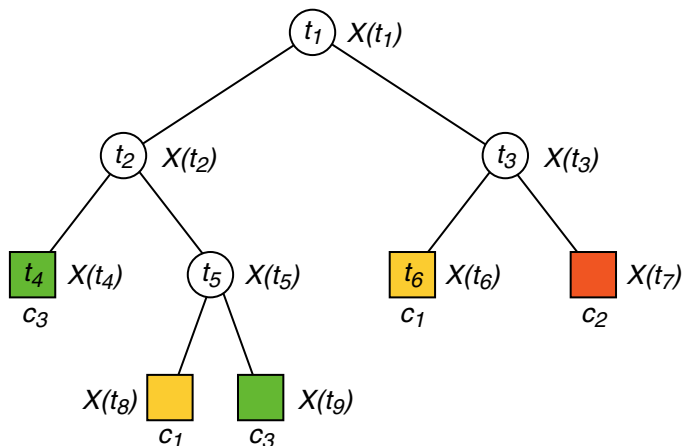 t1 X(t1)
t2 X(t2) t3 X(t3)
t4 X(t4) t5 X(t5) t6 X(t6) X(t7)
c3 c1 c2
X(t8) X(t9)
c1 c3